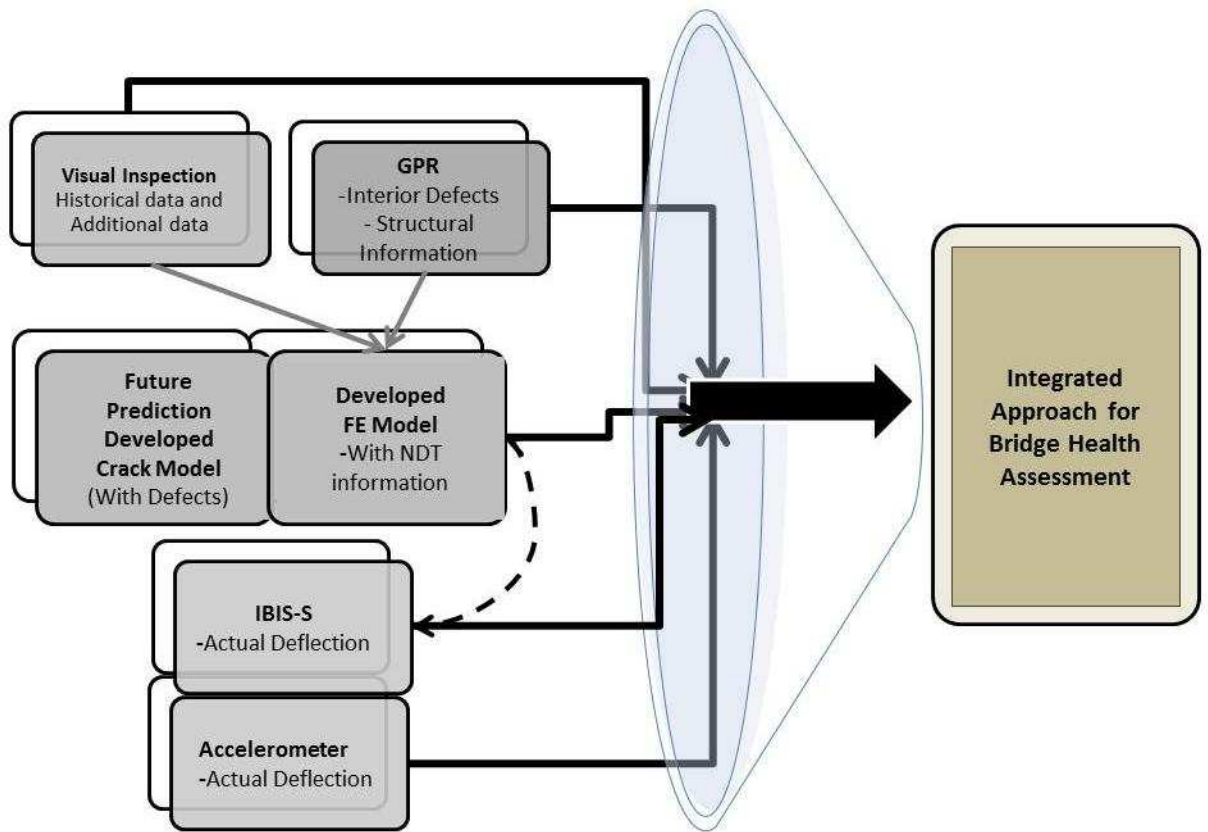 Visual Inspection
Historical data and
Additional data
GPR
-Interior Defects
- Structural
Information
Future
Prediction
Developed
Crack Model
(With Defects)
Developed
FE Model
-With NDT
information
IBIS-S
-Actual Deflection
Accelerometer
-Actual Deflection
Integrated
Approach for
Bridge Health
Assessment